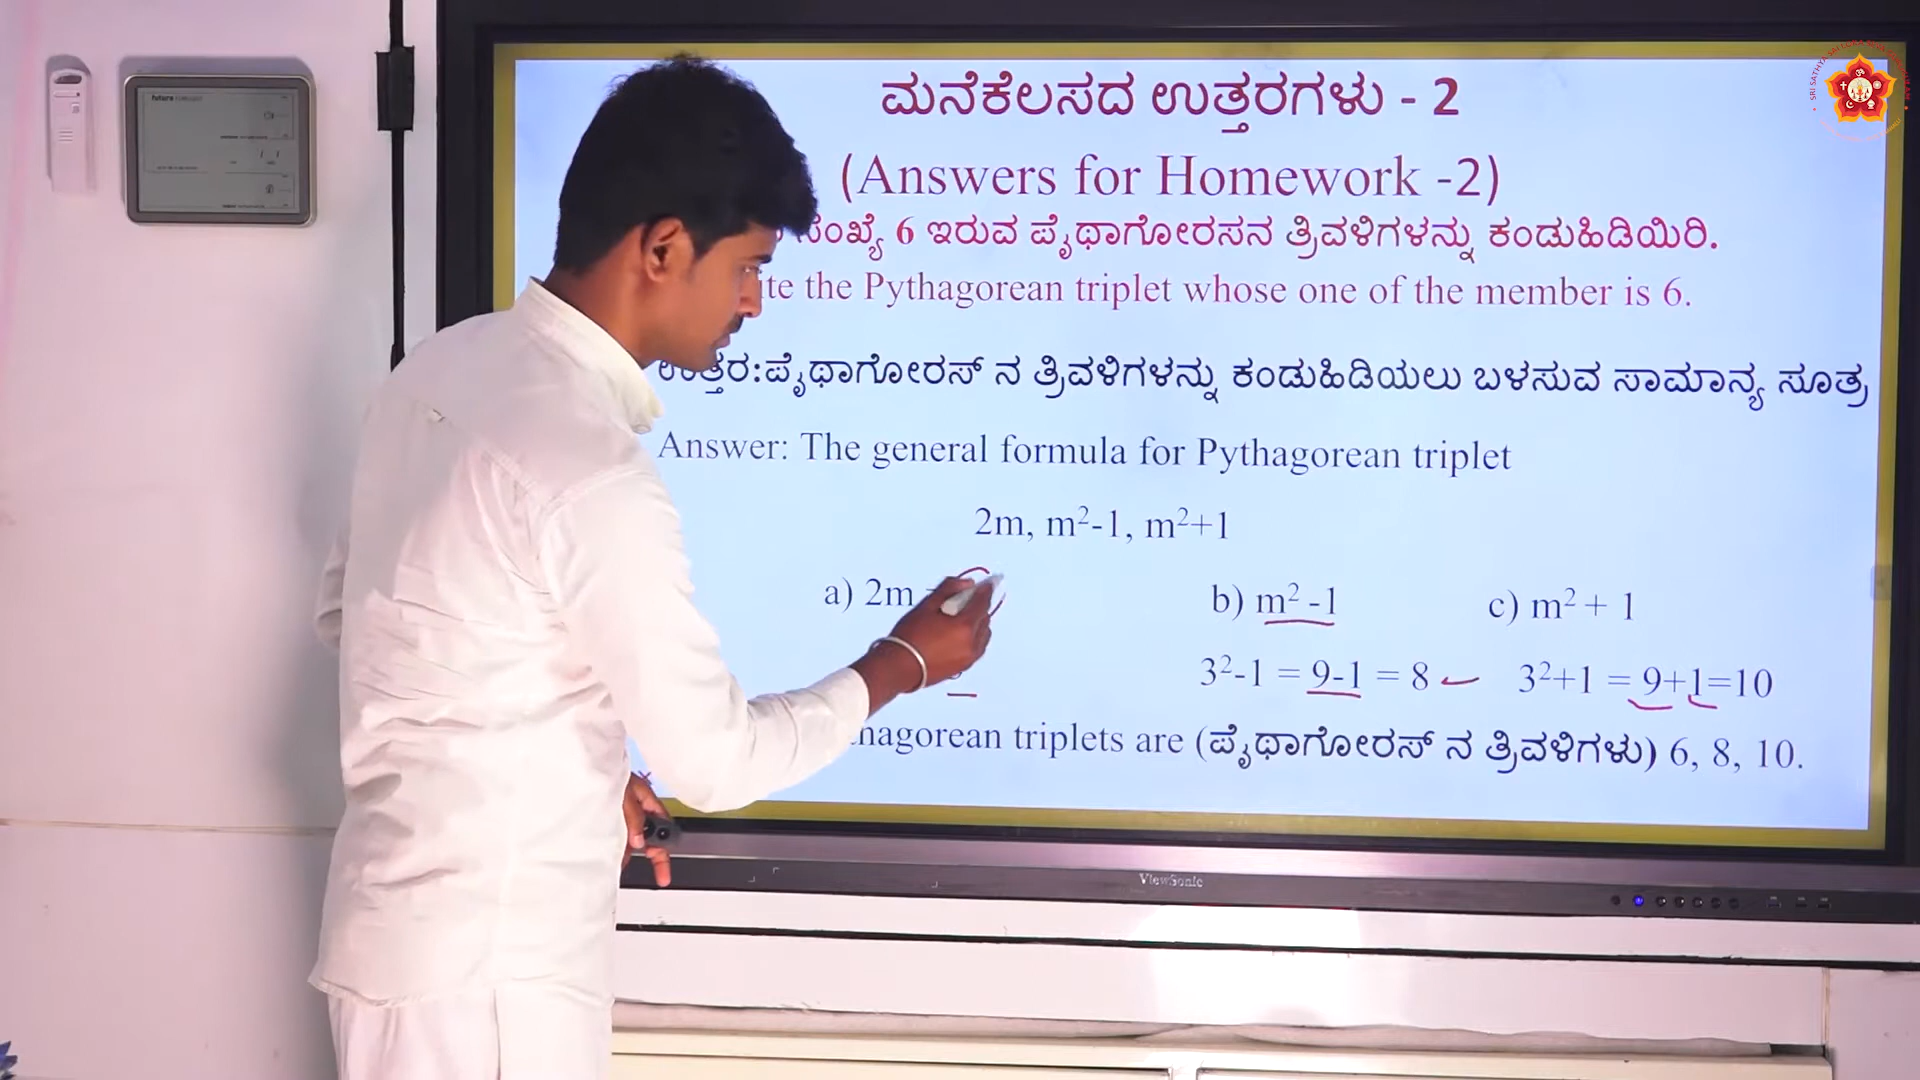 ಮನೆಕೆಲಸದ ಉತ್ತರಗಳು - 2
(Answers for Homework -2)
ಸಂಖ್ಯೆ 6 ಇರುವ ಪೈಥಾಗೋರಸನ ತ್ರಿವಳಿಗಳನ್ನು ಕಂಡುಹಿಡಿಯಿರಿ.
the Pythagorean triplet whose one of the member is 6.
ಉತ್ತರ:ಪೈಥಾಗೋರಸ್ ನ ತ್ರಿವಳಿಗಳನ್ನು ಕಂಡುಹಿಡಿಯಲು ಬಳಸುವ ಸಾಮಾನ್ಯ ಸೂತ್ರ
Answer: The general formula for Pythagorean triplet
2m, m²-1, m²+1
a) 2m b) m² -1 c) m² + 1
3²-1 = 9-1 = 8 3²+1 = 9+1=10
triplets are (ಪೈಥಾಗೋರಸ್ ನ ತ್ರಿವಳಿಗಳು) 6, 8, 10.
ViewSonic